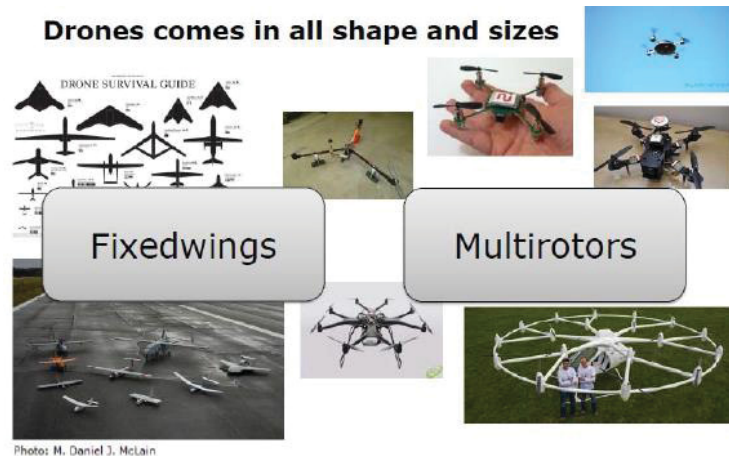 Drones comes in all shape and sizes
DRONE SURVIVAL GUIDE
Fixedwings
Multirotors
Photo: M. Daniel J. McLain